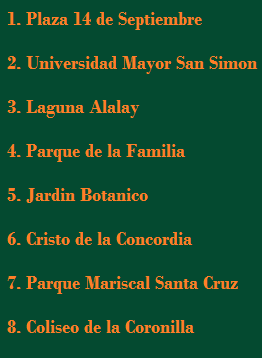 1. Plaza 14 de Septiembre
2. Universidad Mayor San Simon
3. Laguna Alalay
4. Parque de la Familia
5. Jardin Botanico
6. Cristo de la Concordia
7. Parque Mariscal Santa Cruz
8. Coliseo de la Coronilla